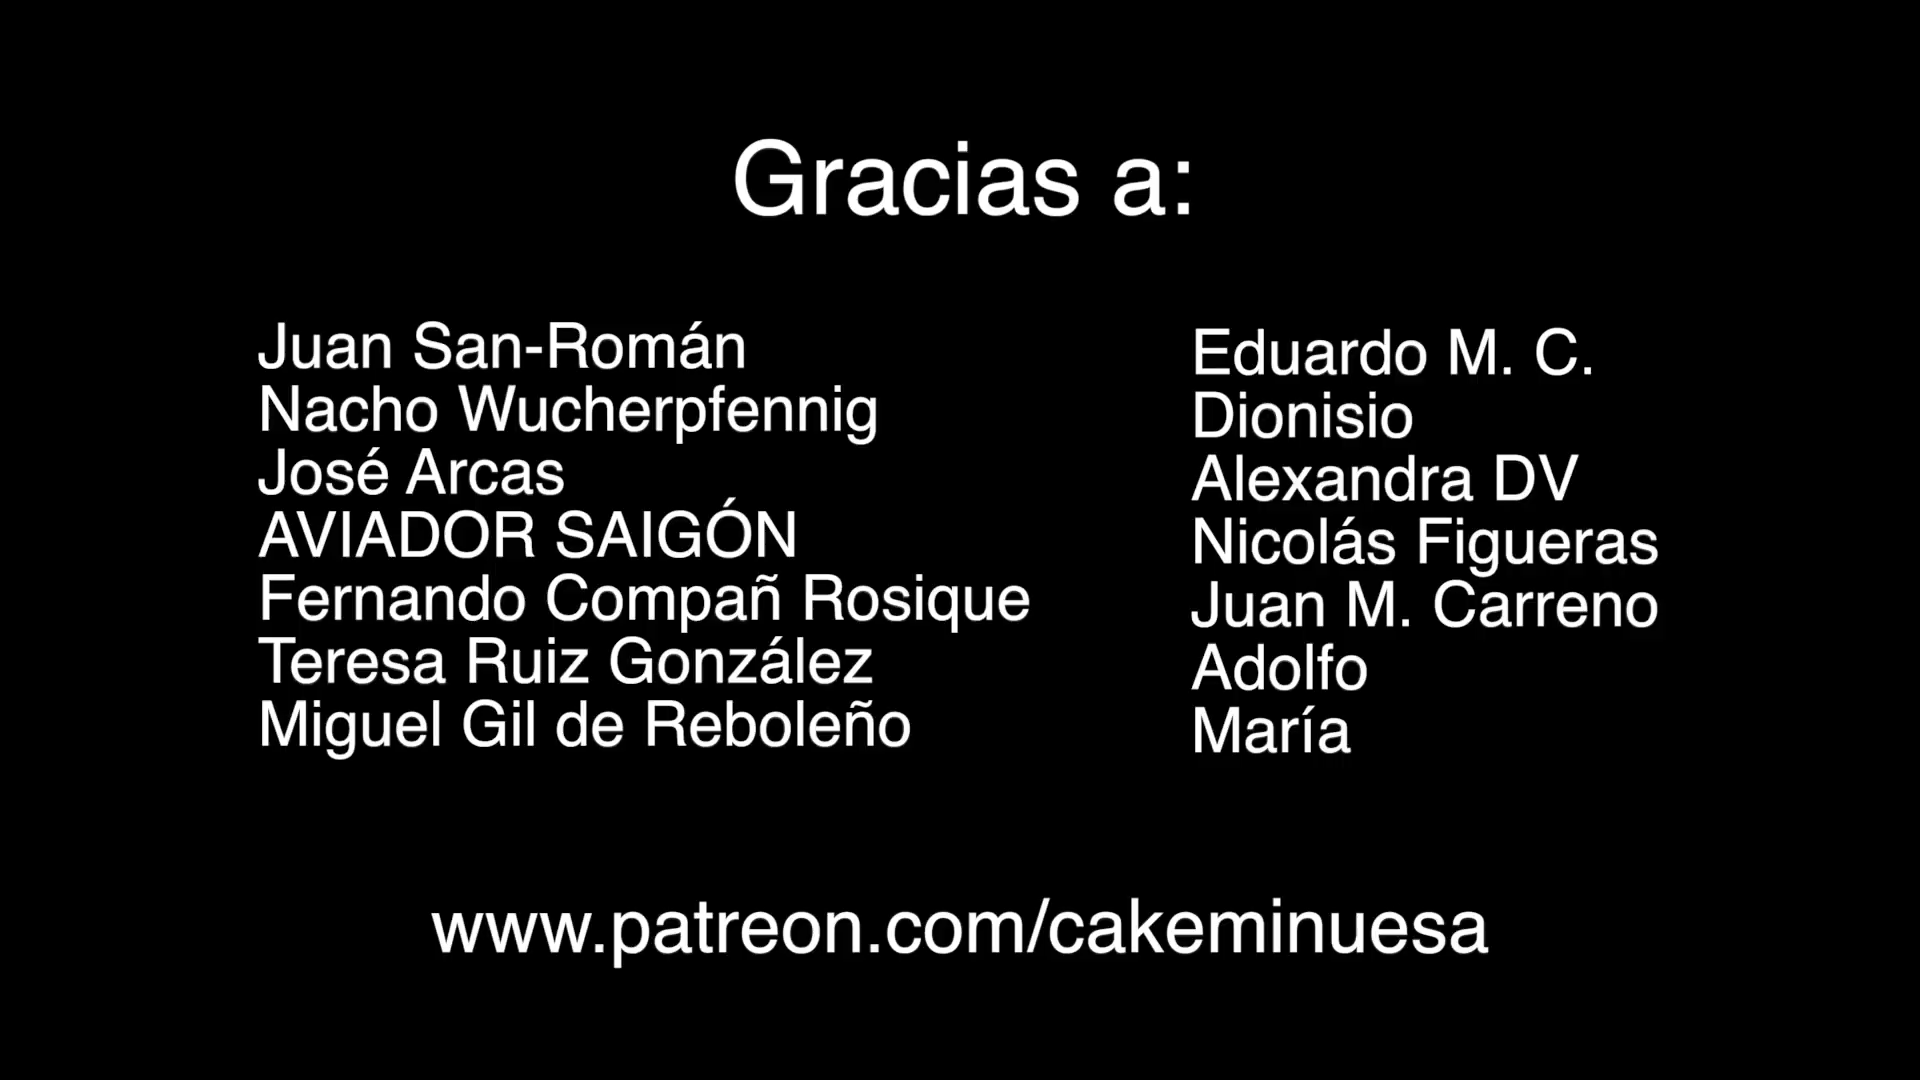 Gracias a:
Juan San-Román
Nacho Wucherpfennig
José Arcas
AVIADOR SAIGÓN
Fernando Compañ Rosique
Teresa Ruiz González
Miguel Gil de Reboleño
Eduardo M. C.
Dionisio
Alexandra DV
Nicolás Figueras
Juan M. Carreno
Adolfo
María
www.patreon.com/cakeminuesa